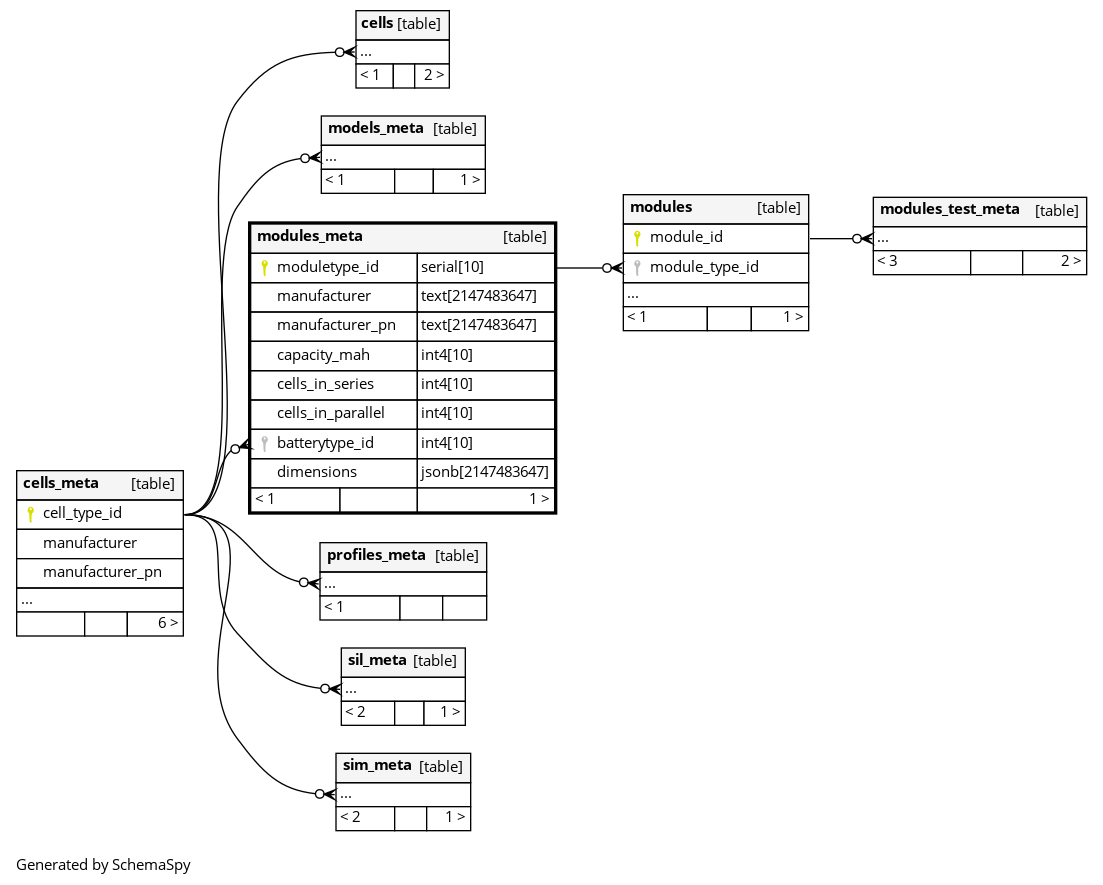 cells [table]
...
< 1 2 >
models_meta [table]
...
< 1 1 >
modules_meta [table]
moduletype_id serial[10]
manufacturer text[2147483647]
manufacturer_pn text[2147483647]
capacity_mah int4[10]
cells_in_series int4[10]
cells_in_parallel int4[10]
batterytype_id int4[10]
dimensions jsonb[2147483647]
< 1 1 >
modules [table]
module_id
module_type_id
...
< 1 1 >
modules_test_meta [table]
...
< 3 2 >
cells_meta [table]
cell_type_id
manufacturer
manufacturer_pn
...
6 >
profiles_meta [table]
...
< 1
sil_meta [table]
...
< 2 1 >
sim_meta [table]
...
< 2 1 >
Generated by SchemaSpy